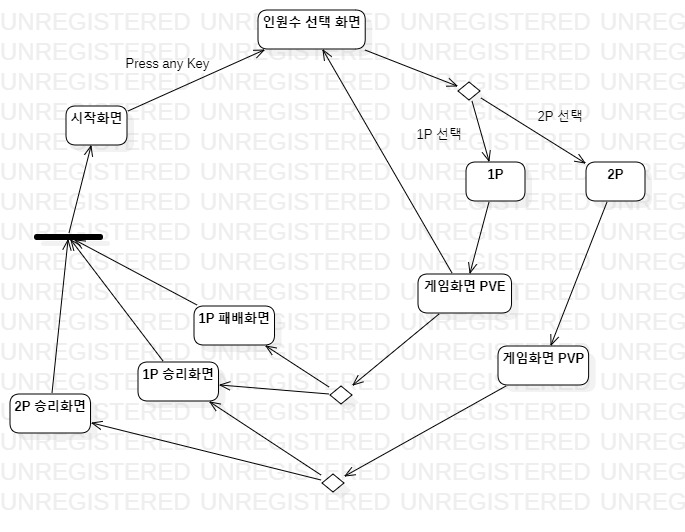 인원수 선택 화면
Press any Key
시작화면
1P 선택
2P 선택
1P
2P
게임화면 PVE
1P 패배화면
게임화면 PVP
1P 승리화면
2P 승리화면
UNREGISTERED UNREGISTERED UNREGISTERED UNREG